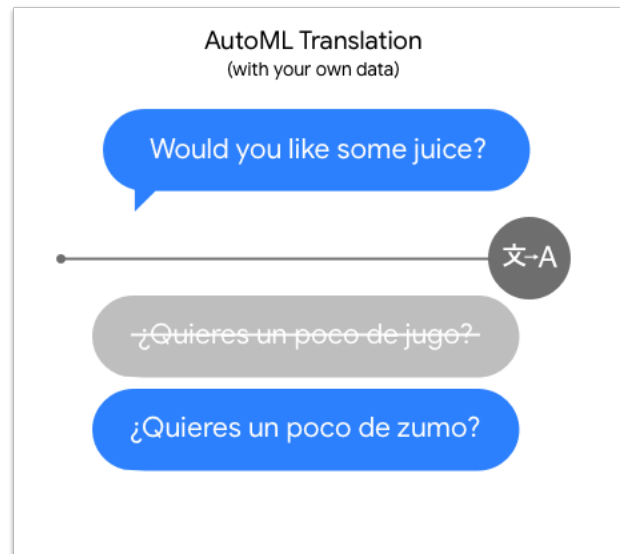 AutoML Translation
(with your own data)
Would you like some juice?
文→A
¿Quieres un poco de jugo?
¿Quieres un poco de zumo?